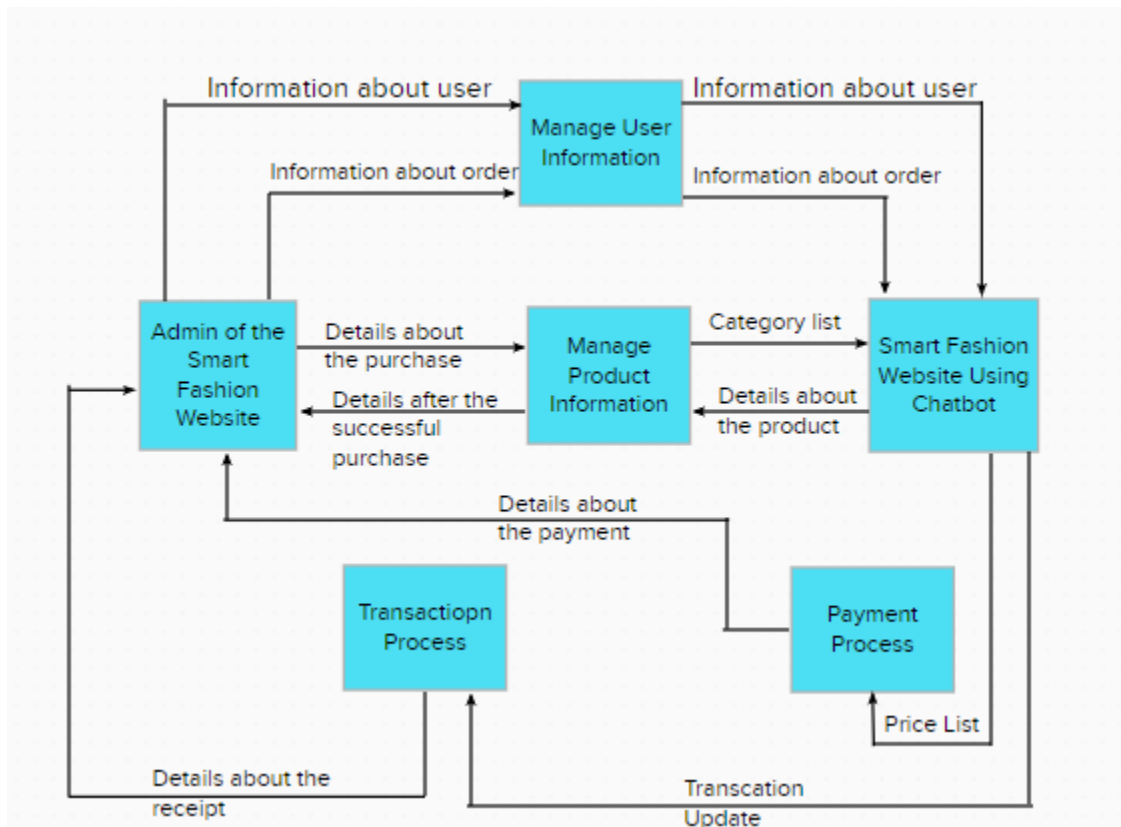 Information about user
Information about user
Manage User
Information
Information about order
Information about order
Admin of the
Smart
Fashion
Website
Details about
the purchase
Manage
Product
Information
Category list
Smart Fashion
Website Using
Chatbot
Details after the
successful
purchase
Details about
the product
Details about
the payment
Transactiopn
Process
Payment
Process
Price List
Details about the
receipt
Transcation
Update